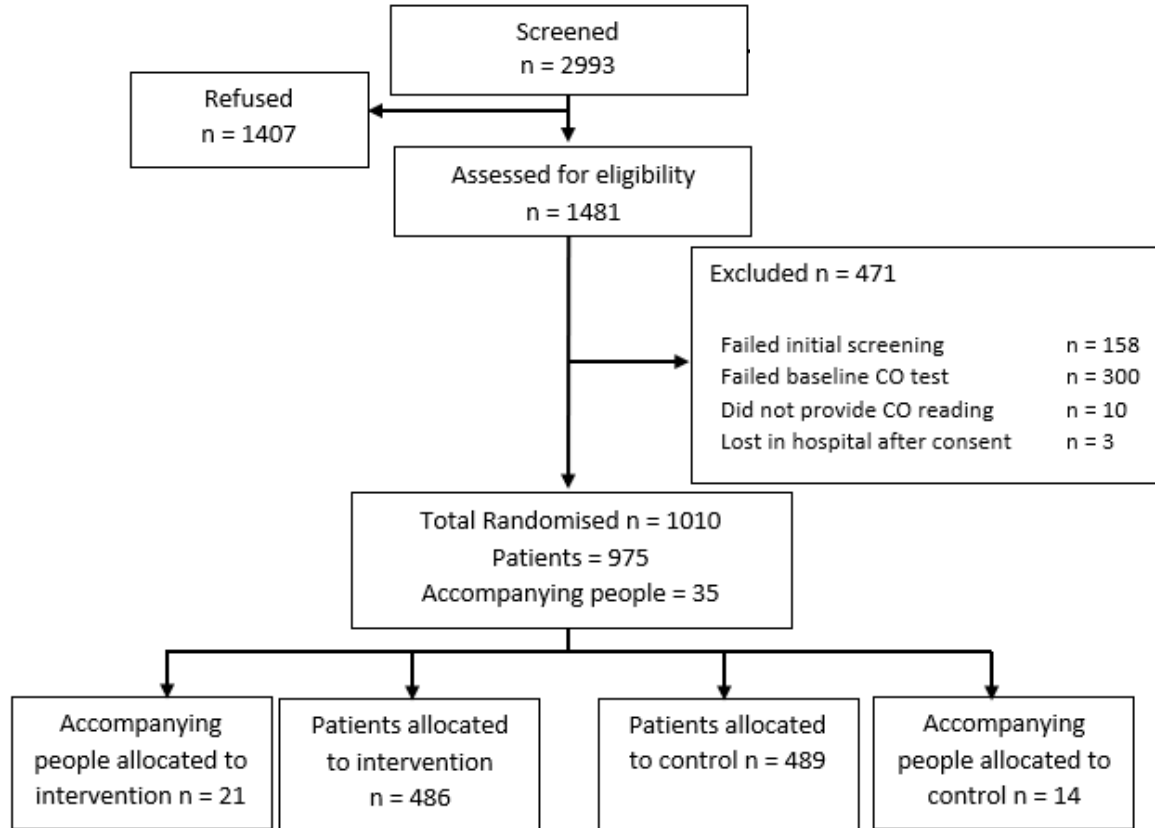 Screened
n = 2993
Refused
n = 1407
Assessed for eligibility
n = 1481
Excluded n = 471
Failed initial screening n = 158
Failed baseline CO test n = 300
Did not provide CO reading n = 10
Lost in hospital after consent n = 3
Total Randomised n = 1010
Patients = 975
Accompanying people = 35
Accompanying
people allocated to
intervention n = 21
Patients allocated
to intervention
n = 486
Patients allocated
to control n = 489
Accompanying
people allocated to
control n = 14